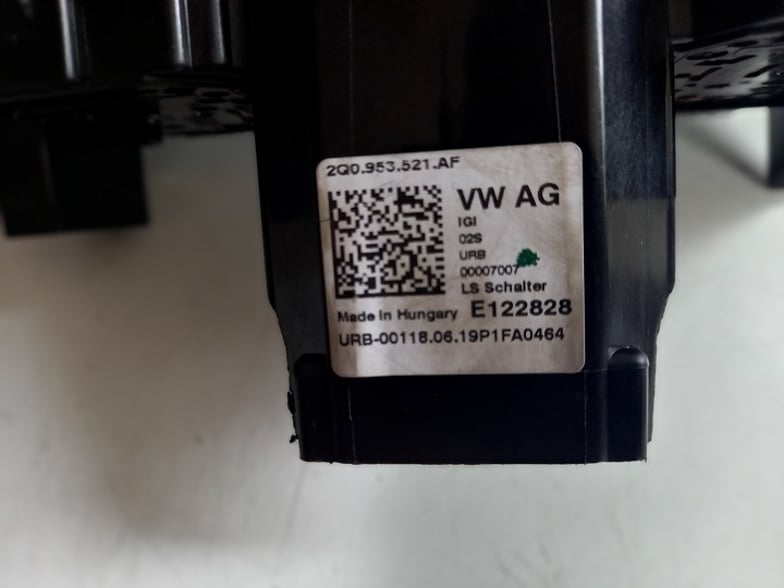 2Q0.953.521.AF
VW AG
IGI
02S
URB
00007007
LS Schalter
Made in Hungary E122828
URB-00118.06.19P1FA0464